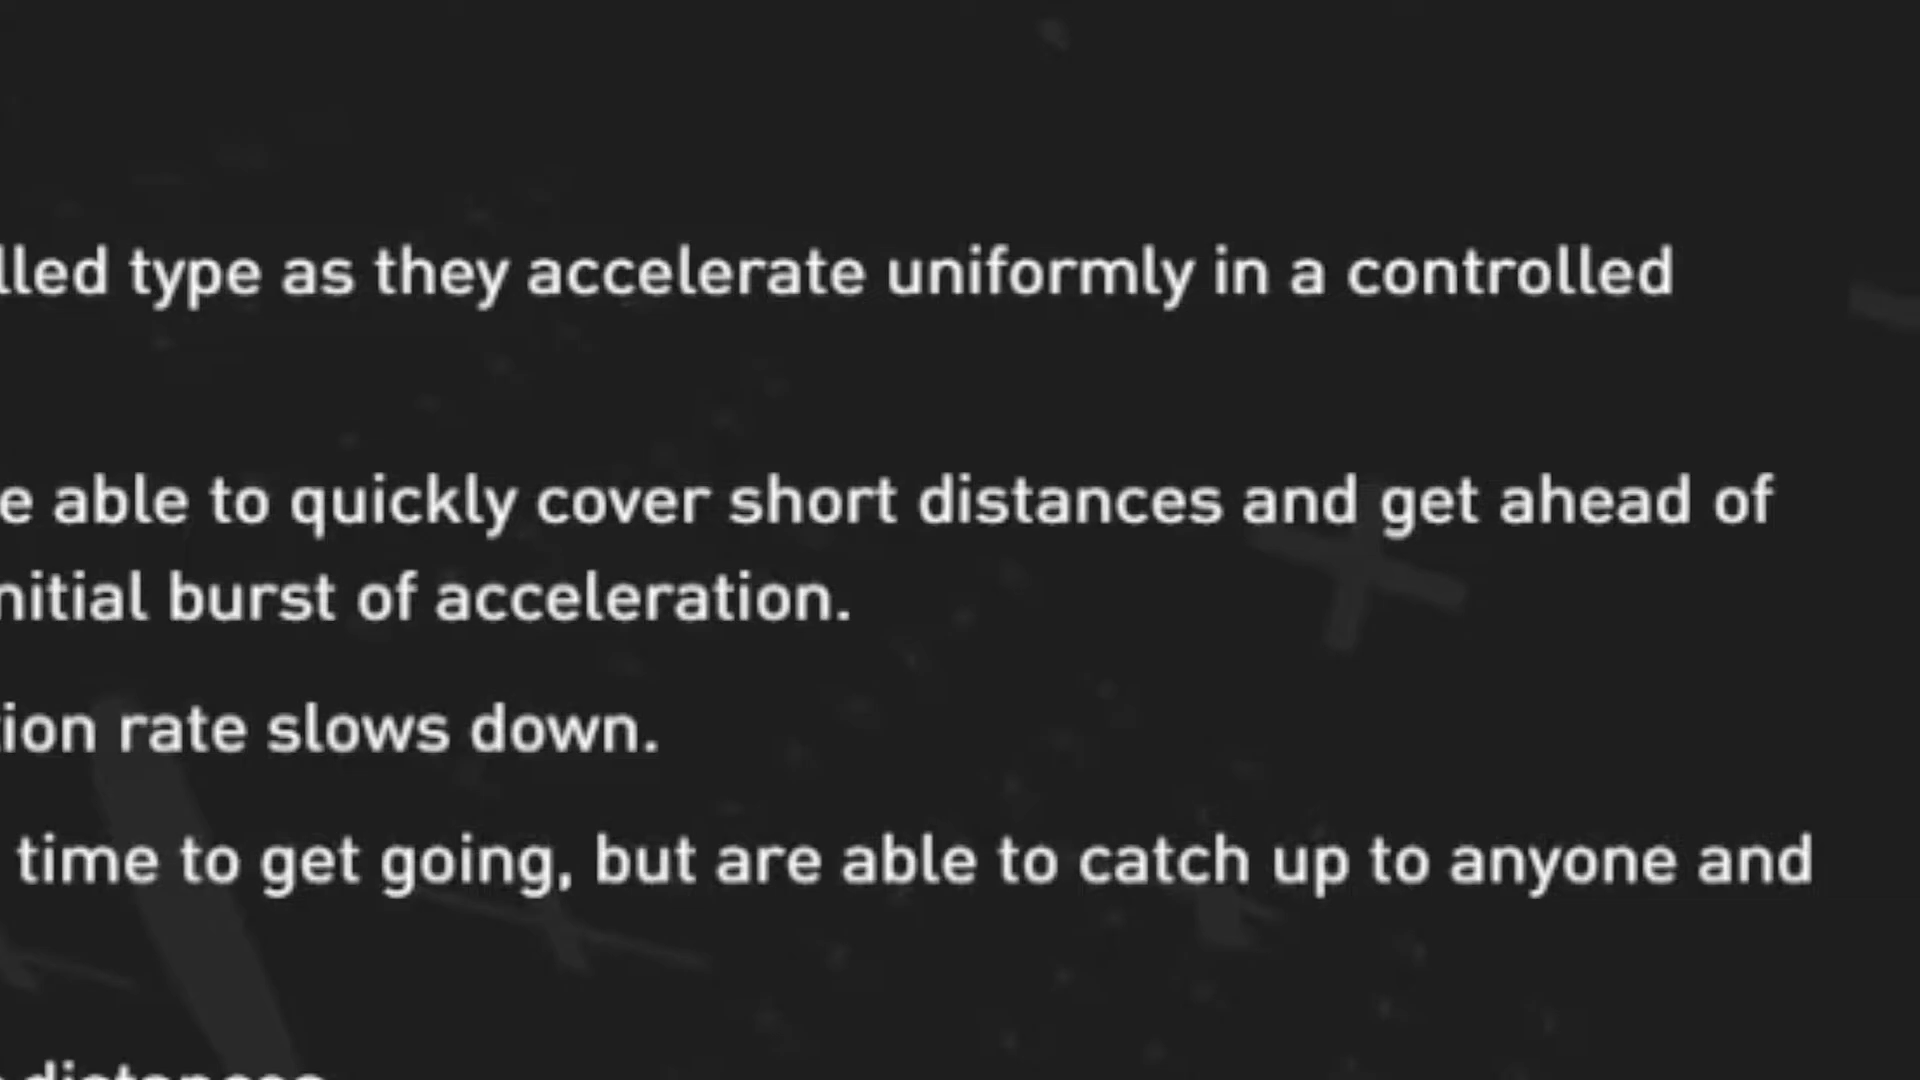 lled type as they accelerate uniformly in a controlled
e able to quickly cover short distances and get ahead of
nitial burst of acceleration.
tion rate slows down.
time to get going, but are able to catch up to anyone and
distances